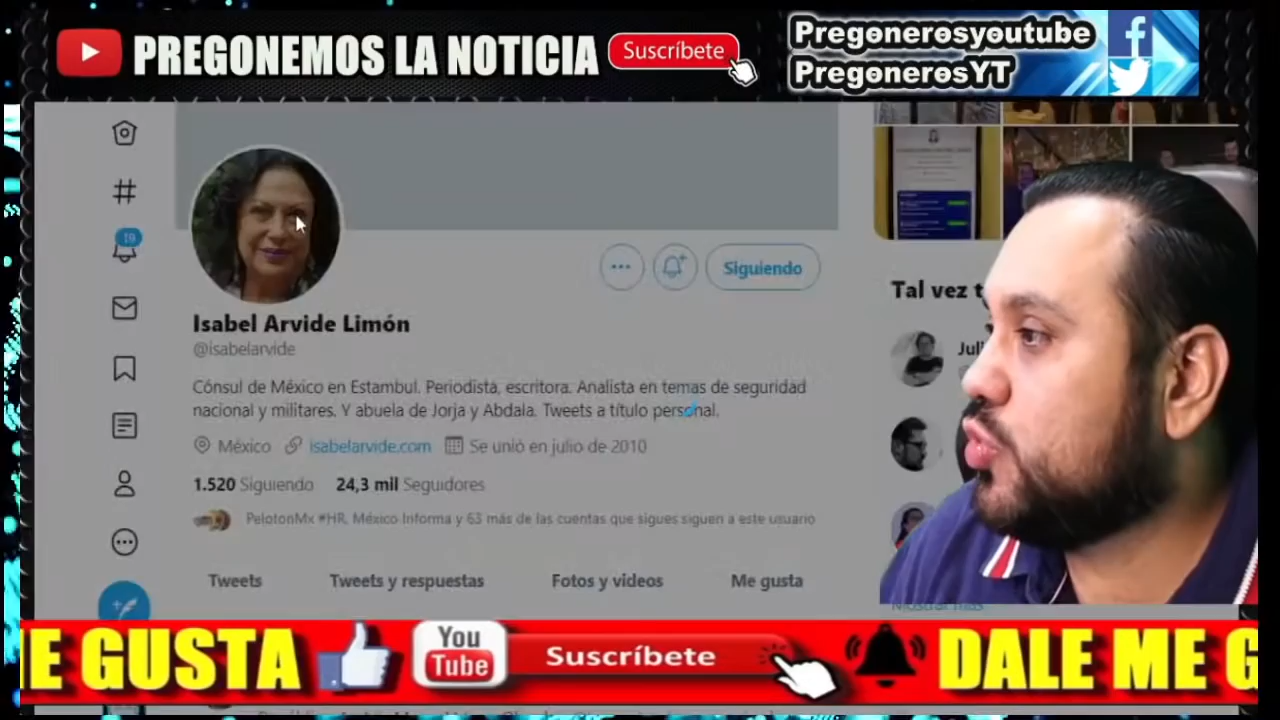 PREGONEMOS LA NOTICIA
Suscríbete
Pregonerosyoutube
PregonerosYT
19
Siguiendo
Tal vez t
Isabel Arvide Limón
@isabelarvide
Juli
Cónsul de México en Estambul. Periodista, escritora. Analista en temas de seguridad
nacional y militares. Y abuela de Jorja y Abdala. Tweets a título personal.
México isabelarvide.com Se unió en julio de 2010
1.520 Siguiendo 24,3 mil Seguidores
PelotonMx #HR, México Informa y 63 más de las cuentas que sigues siguen a este usuario
Tweets Tweets y respuestas Fotos y videos Me gusta
Mostrar más
E GUSTA
You
Tube
Suscríbete
DALE ME G